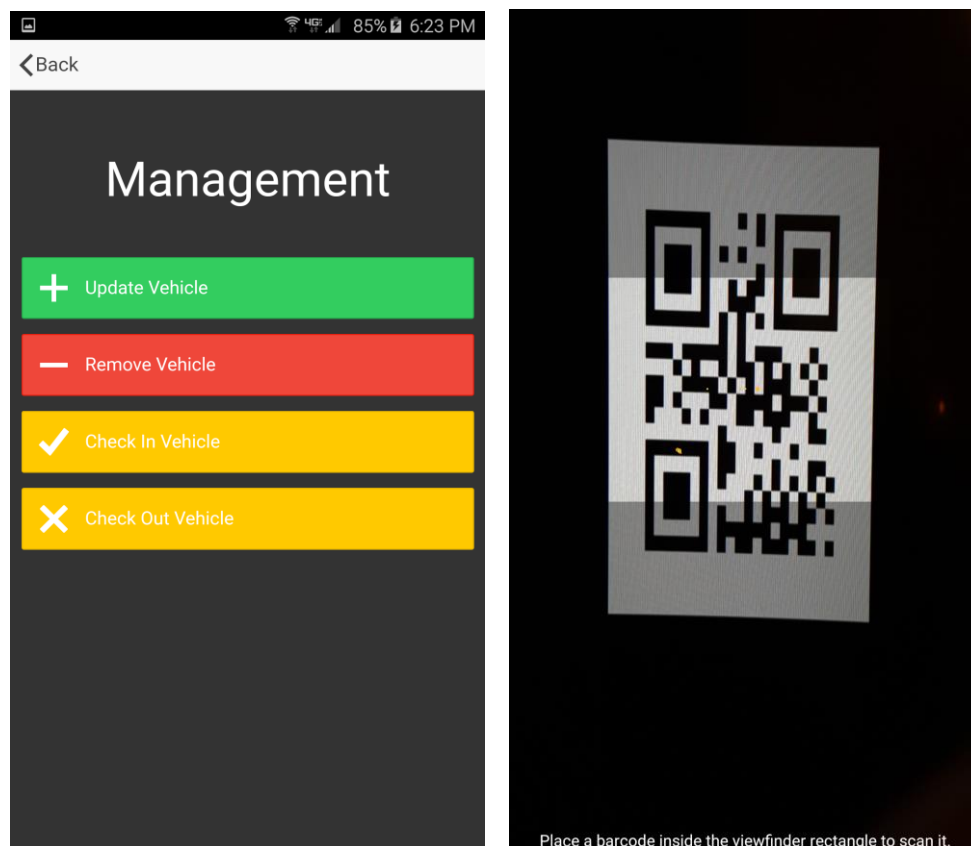 4G 85% 6:23 PM
Back
Management
Update Vehicle
Remove Vehicle
Check In Vehicle
Check Out Vehicle
Place a barcode inside the viewfinder rectangle to scan it.